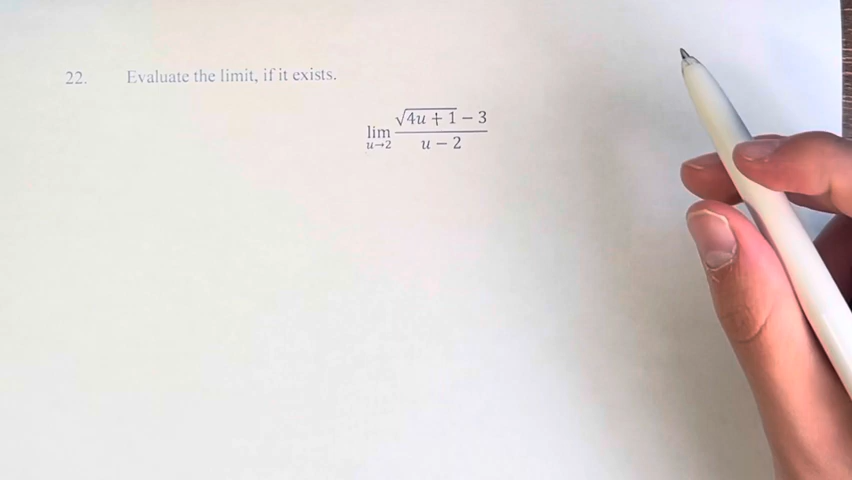 22. Evaluate the limit, if it exists.
lim u→2 √4u + 1 − 3 / u − 2